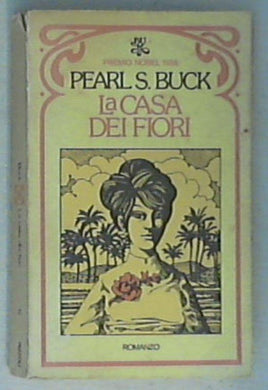 PREMIO NOBEL 1938
PEARL S. BUCK
LA CASA
DEI FIORI
ROMANZO